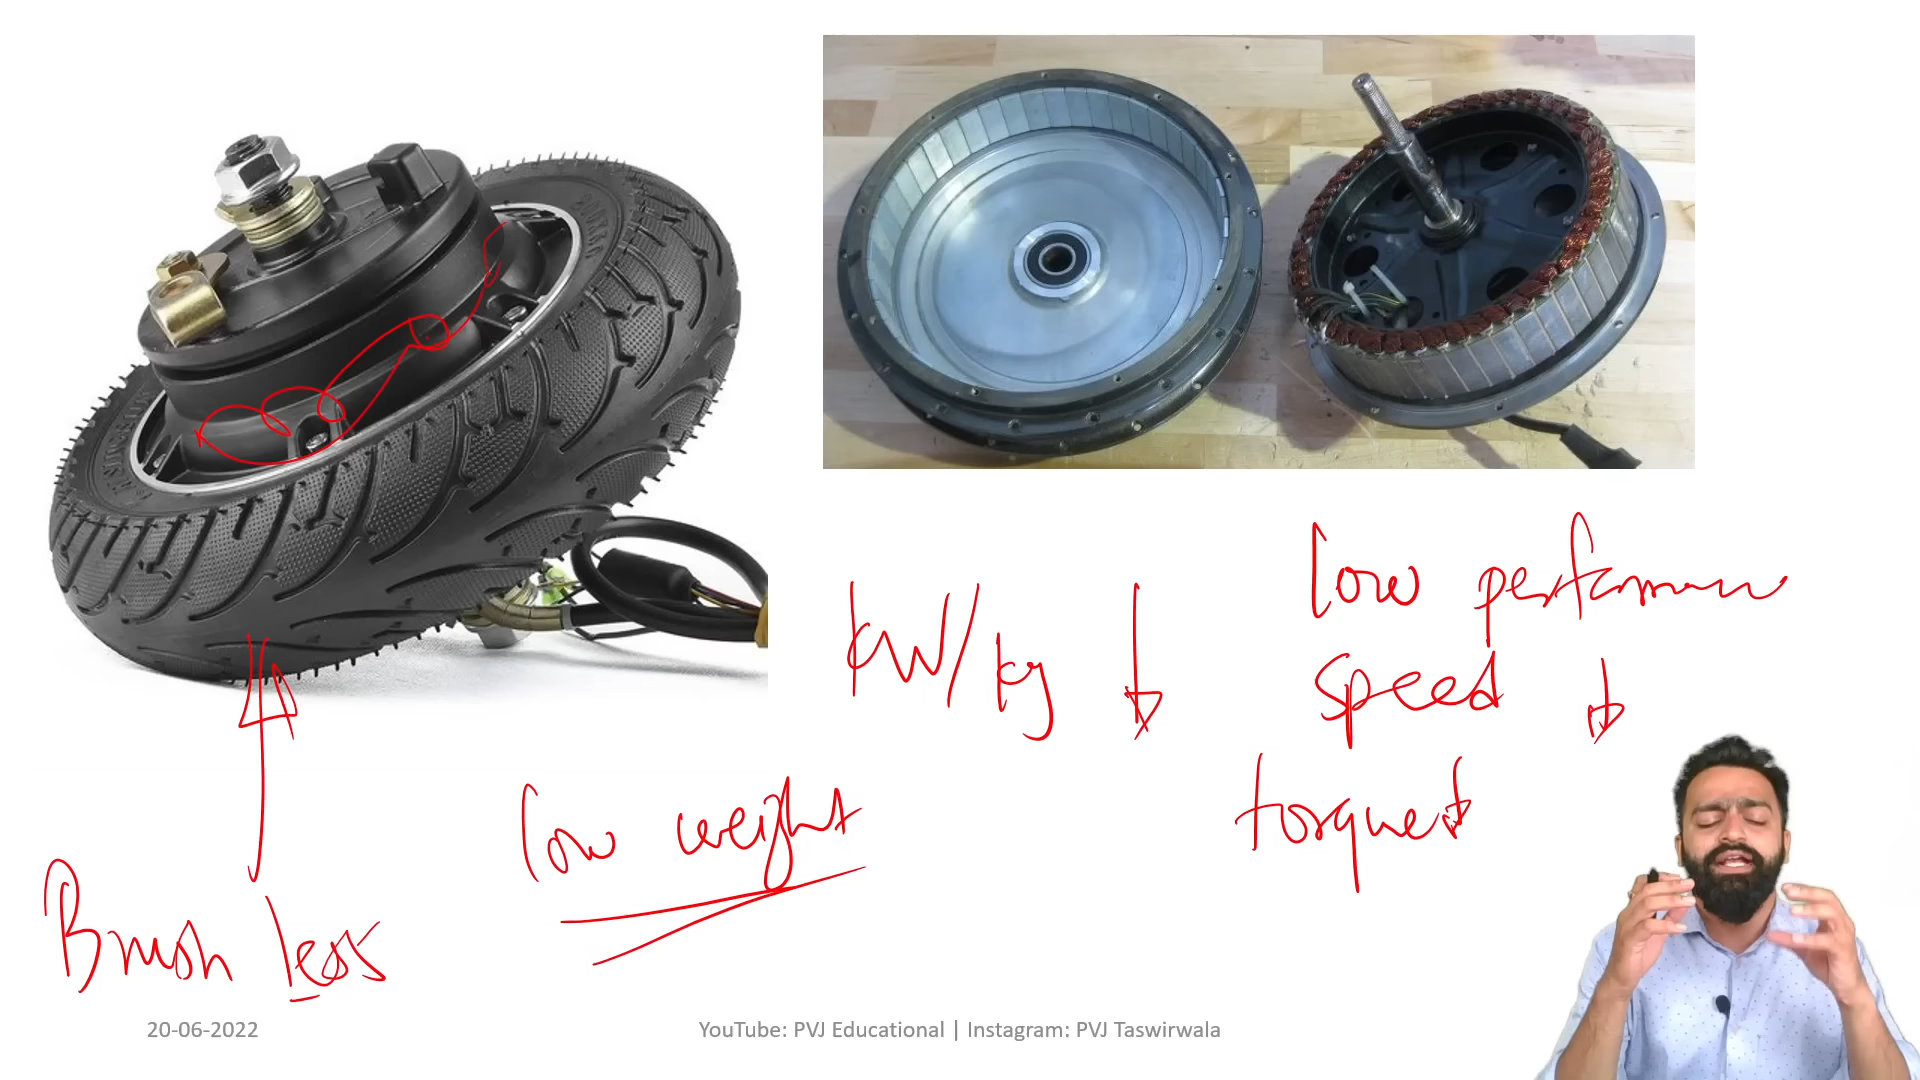 kW/kg ↓
low performance
speed ↓
torque ↓
low weight
Brush less
20-06-2022
YouTube: PVJ Educational | Instagram: PVJ Taswirwala